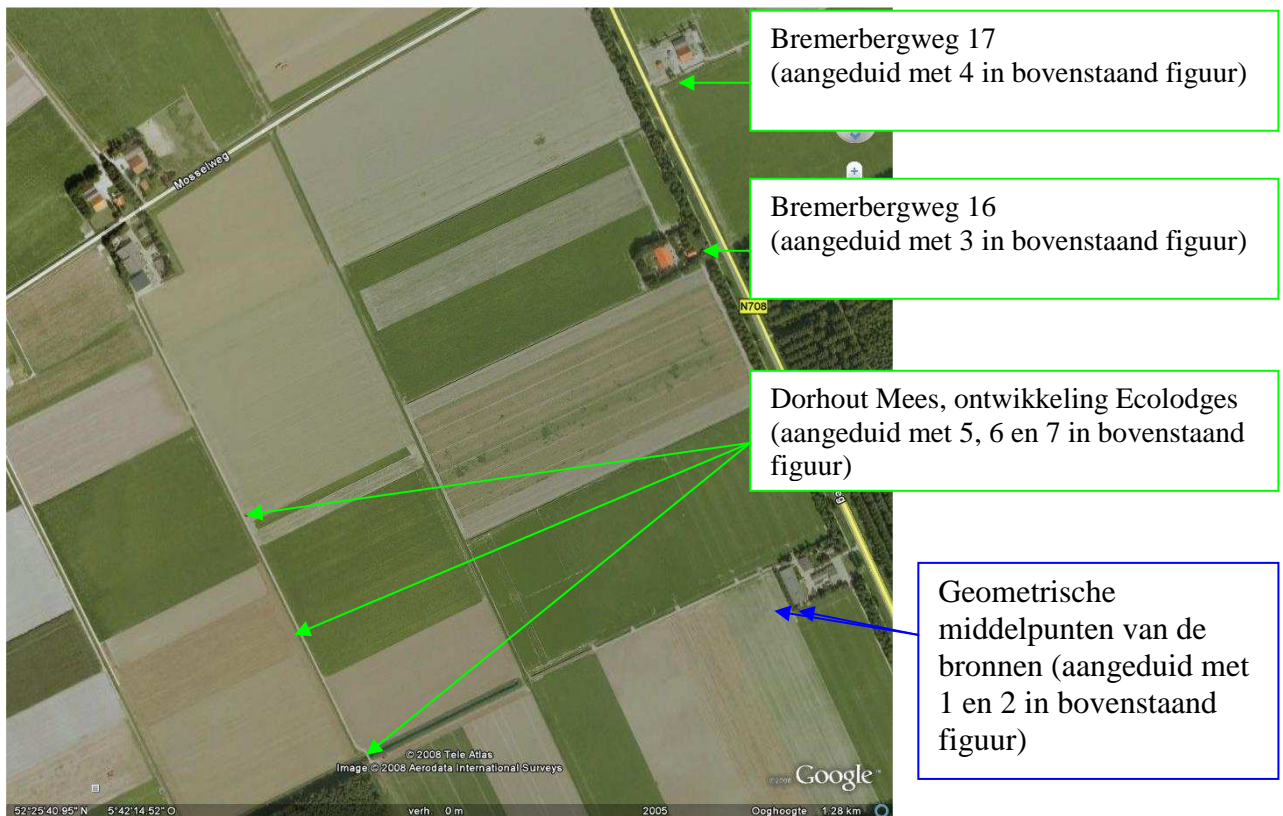 Bremerbergweg 17
(aangeduid met 4 in bovenstaand
figuur)
Mosselweg
Bremerbergweg 16
(aangeduid met 3 in bovenstaand
figuur)
N708
Dorhout Mees, ontwikkeling Ecolodges
(aangeduid met 5, 6 en 7 in bovenstaand
figuur)
Geometrische
middelpunten van de
bronnen (aangeduid met
1 en 2 in bovenstaand
figuur)
© 2008 Tele Atlas
Image © 2008 Aerodata International Surveys
©2008 Google™
52°25'40.95" N 5°42'14.52" O verh. 0 m 2005 Ooghoogte 1.28 km